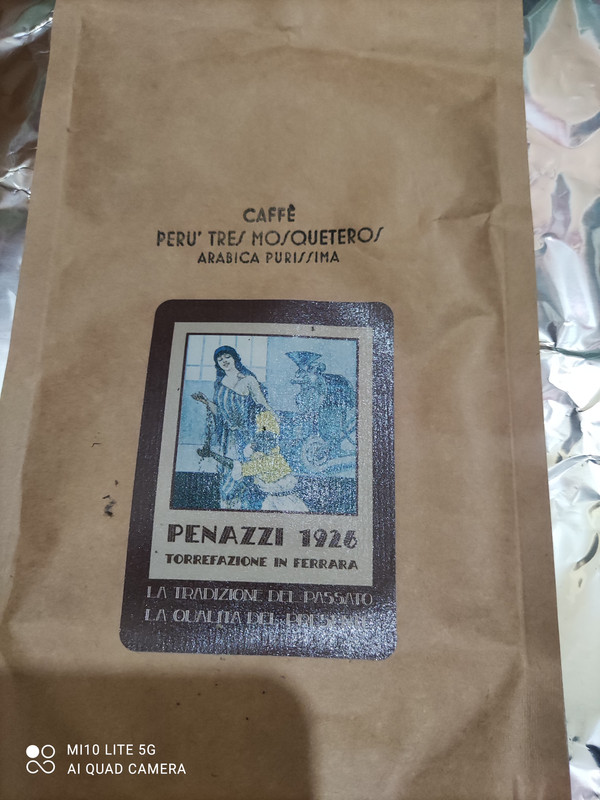 CAFFÈ
PERU' TRES MOSQUETEROS
ARABICA PURISSIMA
PENAZZI 1926
TORREFAZIONE IN FERRARA
LA TRADIZIONE DEL PASSATO
LA QUALITÀ DEL PRESENTE
MI10 LITE 5G
AI QUAD CAMERA